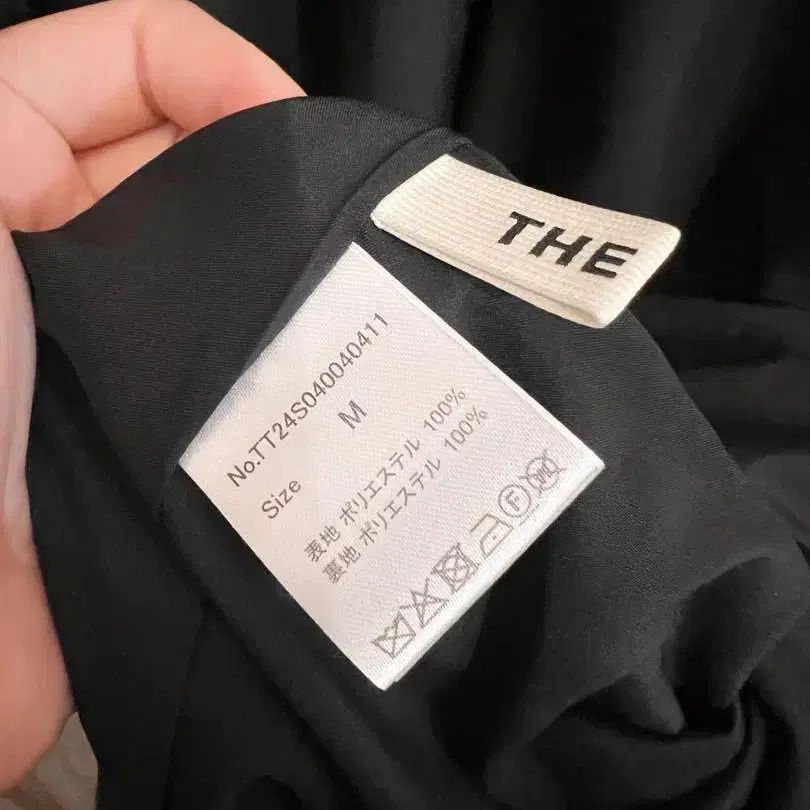 THE
No.TT24S040040411
Size M
表地 ポリエステル 100%
裏地 ポリエステル 100%
F
W